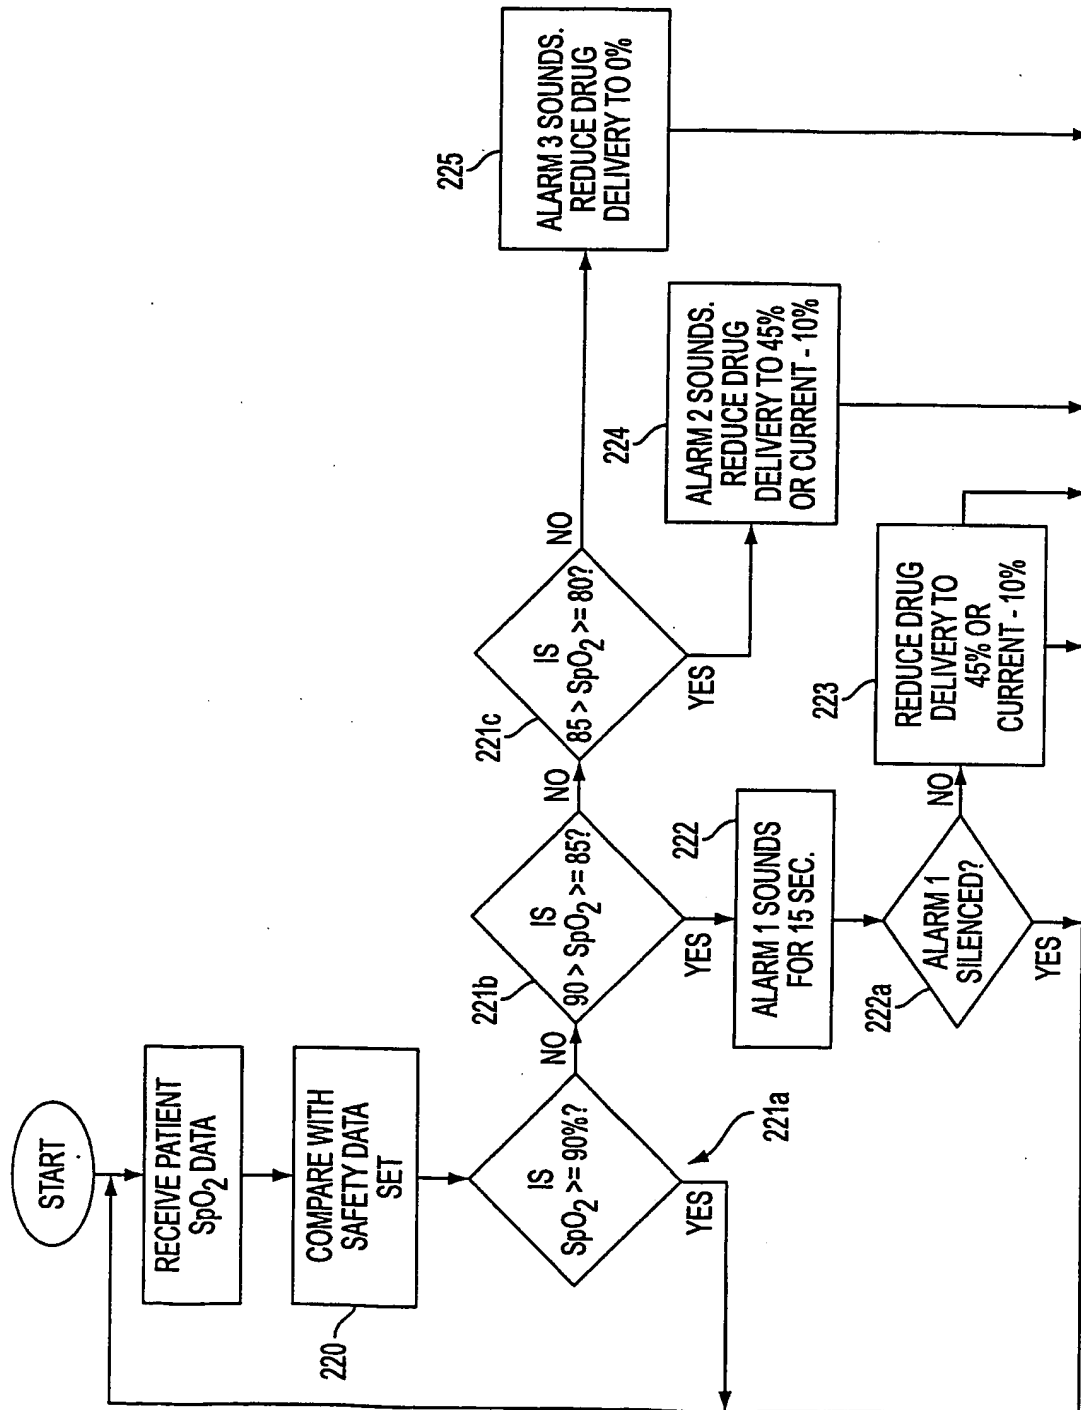 START
RECEIVE PATIENT
SpO2 DATA
COMPARE WITH
SAFETY DATA
SET
220
IS
SpO2 >= 90%?
221a
YES
NO
IS
90 > SpO2 >= 85?
221b
YES
NO
IS
85 > SpO2 >= 80?
221c
YES
NO
ALARM 1 SOUNDS
FOR 15 SEC.
222
ALARM 1
SILENCED?
222a
YES
NO
REDUCE DRUG
DELIVERY TO
45% OR
CURRENT - 10%
223
ALARM 2 SOUNDS.
REDUCE DRUG
DELIVERY TO 45%
OR CURRENT - 10%
224
ALARM 3 SOUNDS.
REDUCE DRUG
DELIVERY TO 0%
225